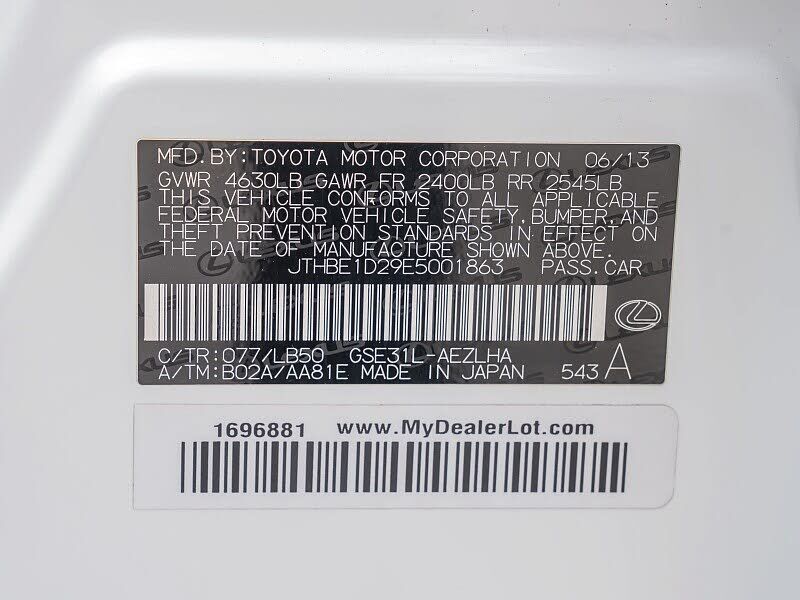 MFD. BY: TOYOTA MOTOR CORPORATION 06/13
GVWR 4630LB GAWR FR 2400LB RR 2545LB
THIS VEHICLE CONFORMS TO ALL APPLICABLE
FEDERAL MOTOR VEHICLE SAFETY, BUMPER, AND
THEFT PREVENTION STANDARDS IN EFFECT ON
THE DATE OF MANUFACTURE SHOWN ABOVE.
JTHBE1D29E5001863 PASS. CAR
C/TR: 077/LB50 GSE31L-AEZLHA
A/TM: B02A/AA81E MADE IN JAPAN 543 A
1696881 www.MyDealerLot.com